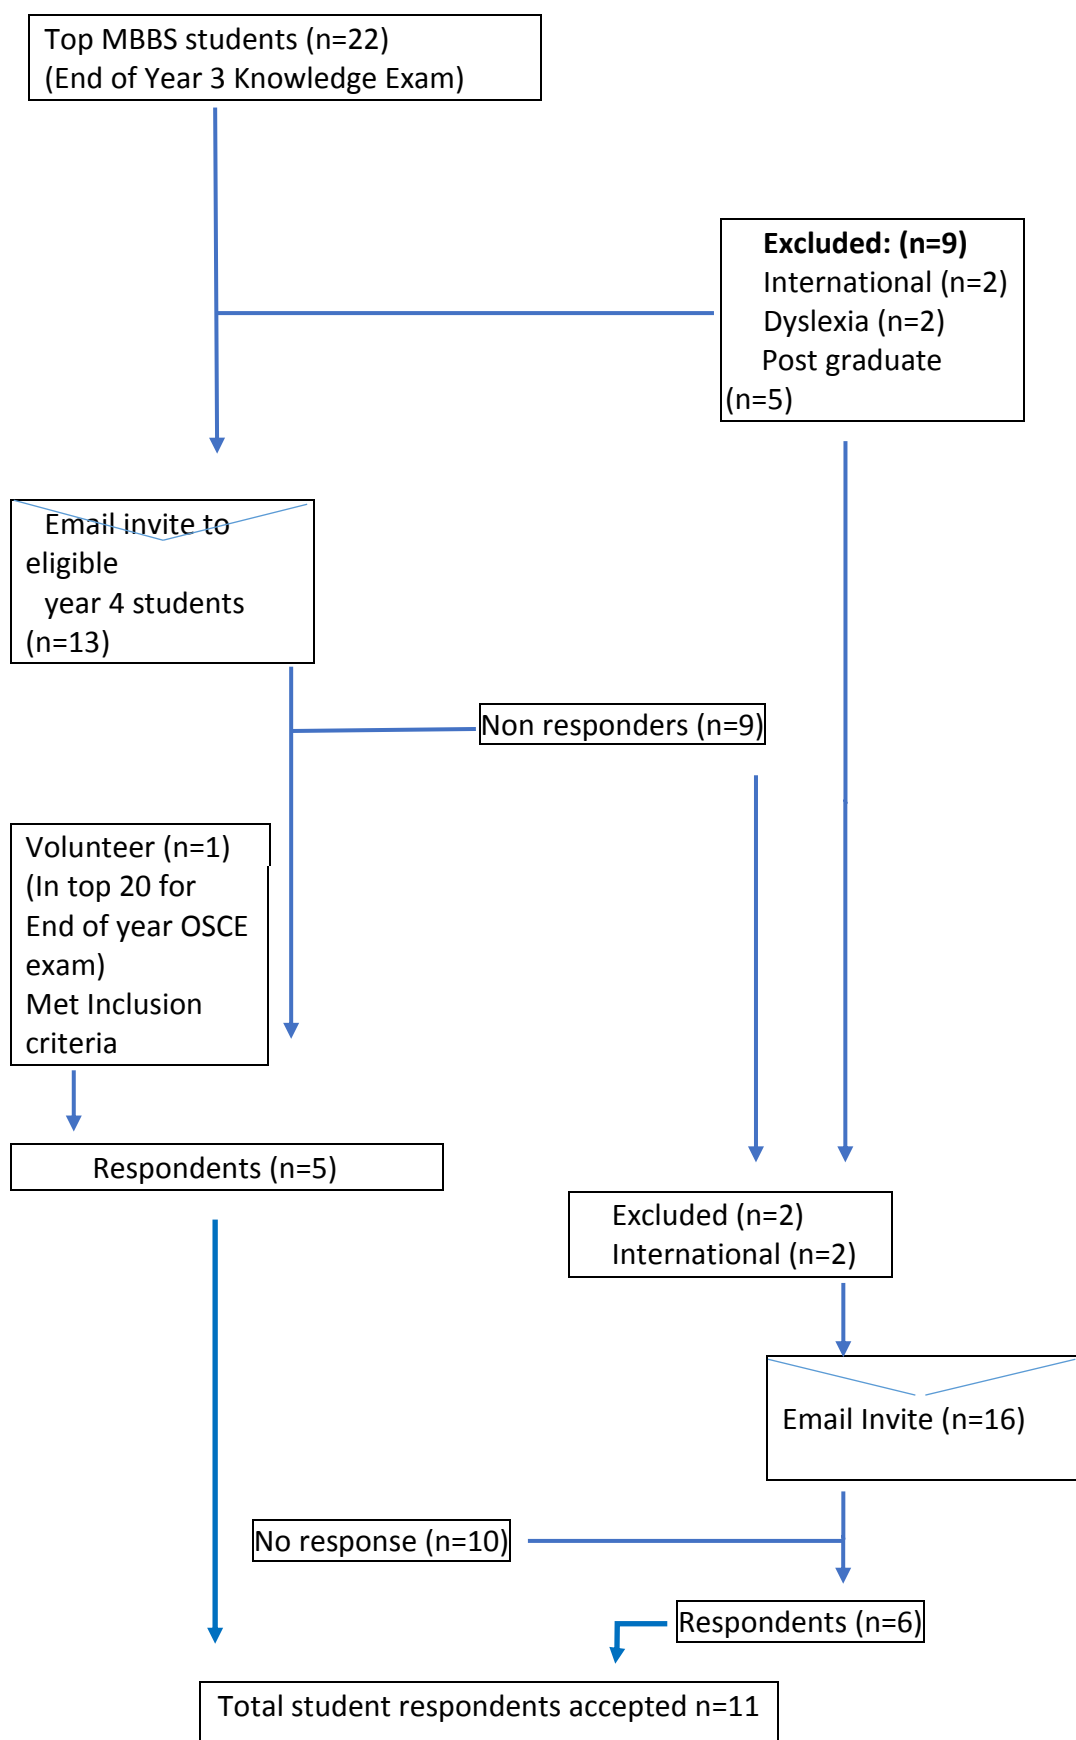 Top MBBS students (n=22)
(End of Year 3 Knowledge Exam)
Excluded: (n=9)
International (n=2)
Dyslexia (n=2)
Post graduate
(n=5)
Email invite to
eligible
year 4 students
(n=13)
Non responders (n=9)
Volunteer (n=1)
(In top 20 for
End of year OSCE
exam)
Met Inclusion
criteria
Respondents (n=5)
Excluded (n=2)
International (n=2)
Email Invite (n=16)
No response (n=10)
Respondents (n=6)
Total student respondents accepted n=11